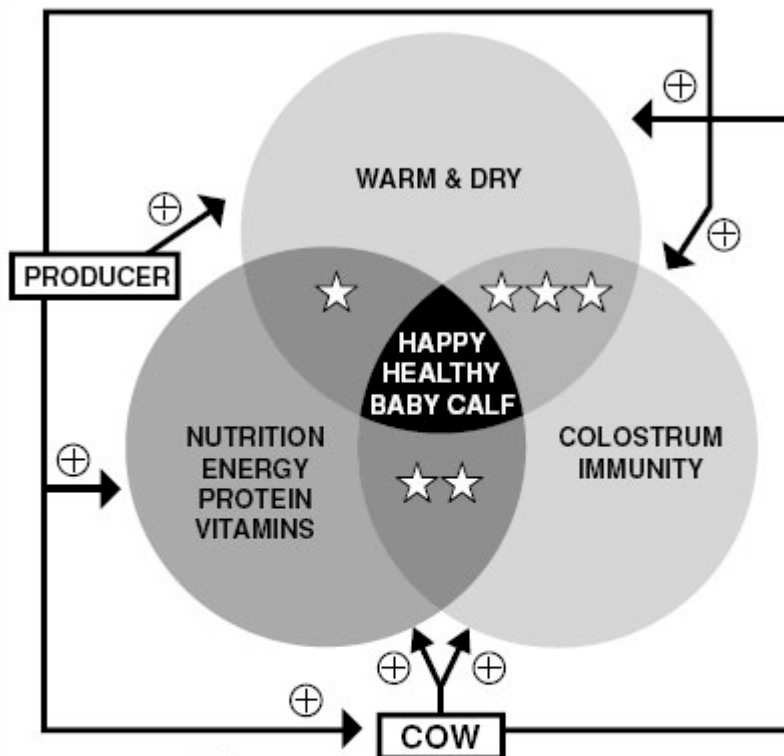 WARM & DRY
PRODUCER
HAPPY
HEALTHY
BABY CALF
NUTRITION
ENERGY
PROTEIN
VITAMINS
COLOSTRUM
IMMUNITY
COW